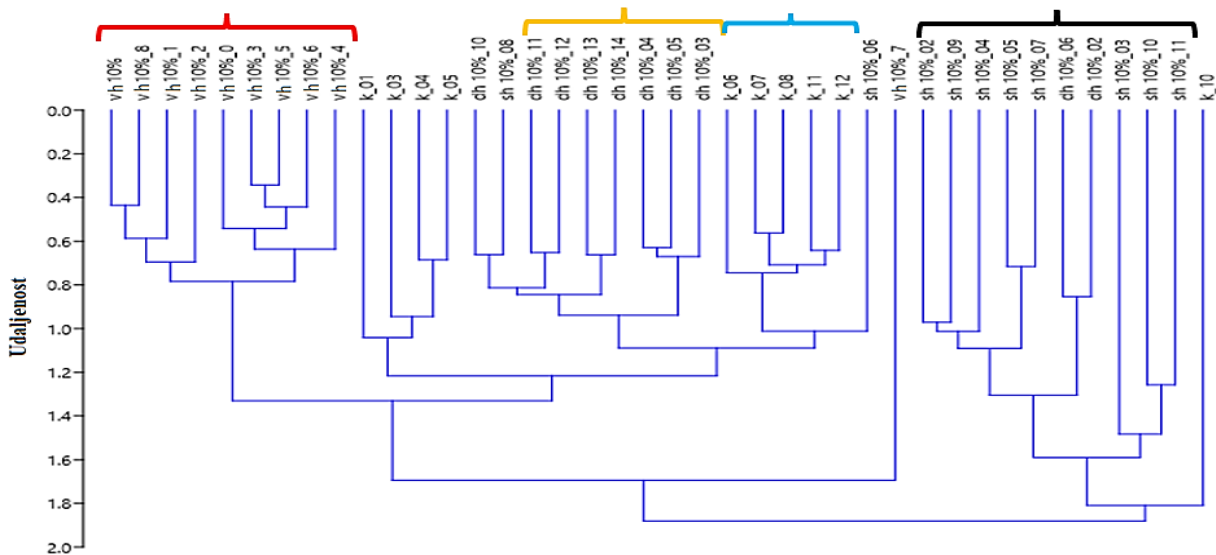 vh 10%
vh 10%_8
vh 10%_1
vh 10%_2
vh 10%_0
vh 10%_3
vh 10%_5
vh 10%_6
vh 10%_4
k_01
k_03
k_04
k_05
dh 10%_10
sh 10%_08
dh 10%_11
dh 10%_12
dh 10%_13
dh 10%_14
dh 10%_04
dh 10%_05
dh 10%_03
k_06
k_07
k_08
k_11
k_12
sh 10%_06
vh 10%_7
sh 10%_02
sh 10%_09
sh 10%_04
sh 10%_05
sh 10%_07
dh 10%_06
dh 10%_02
sh 10%_03
sh 10%_10
sh 10%_11
k_10
0.0
0.2
0.4
0.6
0.8
1.0
1.2
1.4
1.6
1.8
2.0
Udaljenost